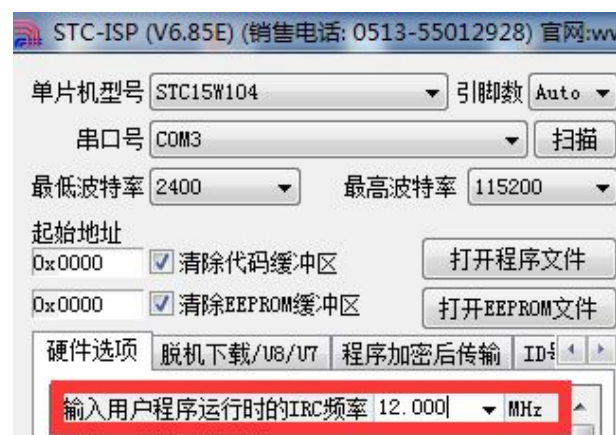 STC-ISP (V6.85E) (销售电话: 0513-55012928) 官网:ww
单片机型号 STC15W104 引脚数 Auto
串口号 COM3 扫描
最低波特率 2400 最高波特率 115200
起始地址
0x0000 清除代码缓冲区 打开程序文件
0x0000 清除EEPROM缓冲区 打开EEPROM文件
硬件选项 脱机下载/U8/U7 程序加密后传输 ID
输入用户程序运行时的IRC频率 12.000 MHz